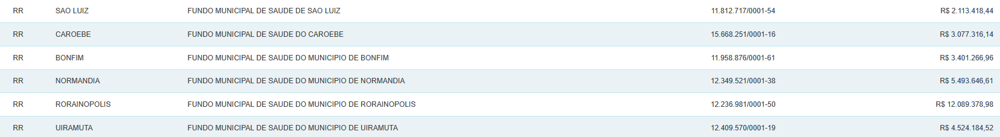 RR SAO LUIZ FUNDO MUNICIPAL DE SAUDE DE SAO LUIZ 11.812.717/0001-54 R$ 2.113.418,44
RR CAROEBE FUNDO MUNICIPAL DE SAUDE DO CAROEBE 15.668.251/0001-16 R$ 3.077.316,14
RR BONFIM FUNDO MUNICIPAL DE SAUDE DO MUNICIPIO DE BONFIM 11.958.876/0001-61 R$ 3.401.266,96
RR NORMANDIA FUNDO MUNICIPAL DE SAUDE DO MUNICIPIO DE NORMANDIA 12.349.521/0001-38 R$ 5.493.646,61
RR RORAINOPOLIS FUNDO MUNICIPAL DE SAUDE DO MUNICIPIO DE RORAINOPOLIS 12.236.981/0001-50 R$ 12.089.378,98
RR UIRAMUTA FUNDO MUNICIPAL DE SAUDE DO MUNICIPIO DE UIRAMUTA 12.409.570/0001-19 R$ 4.524.184,52